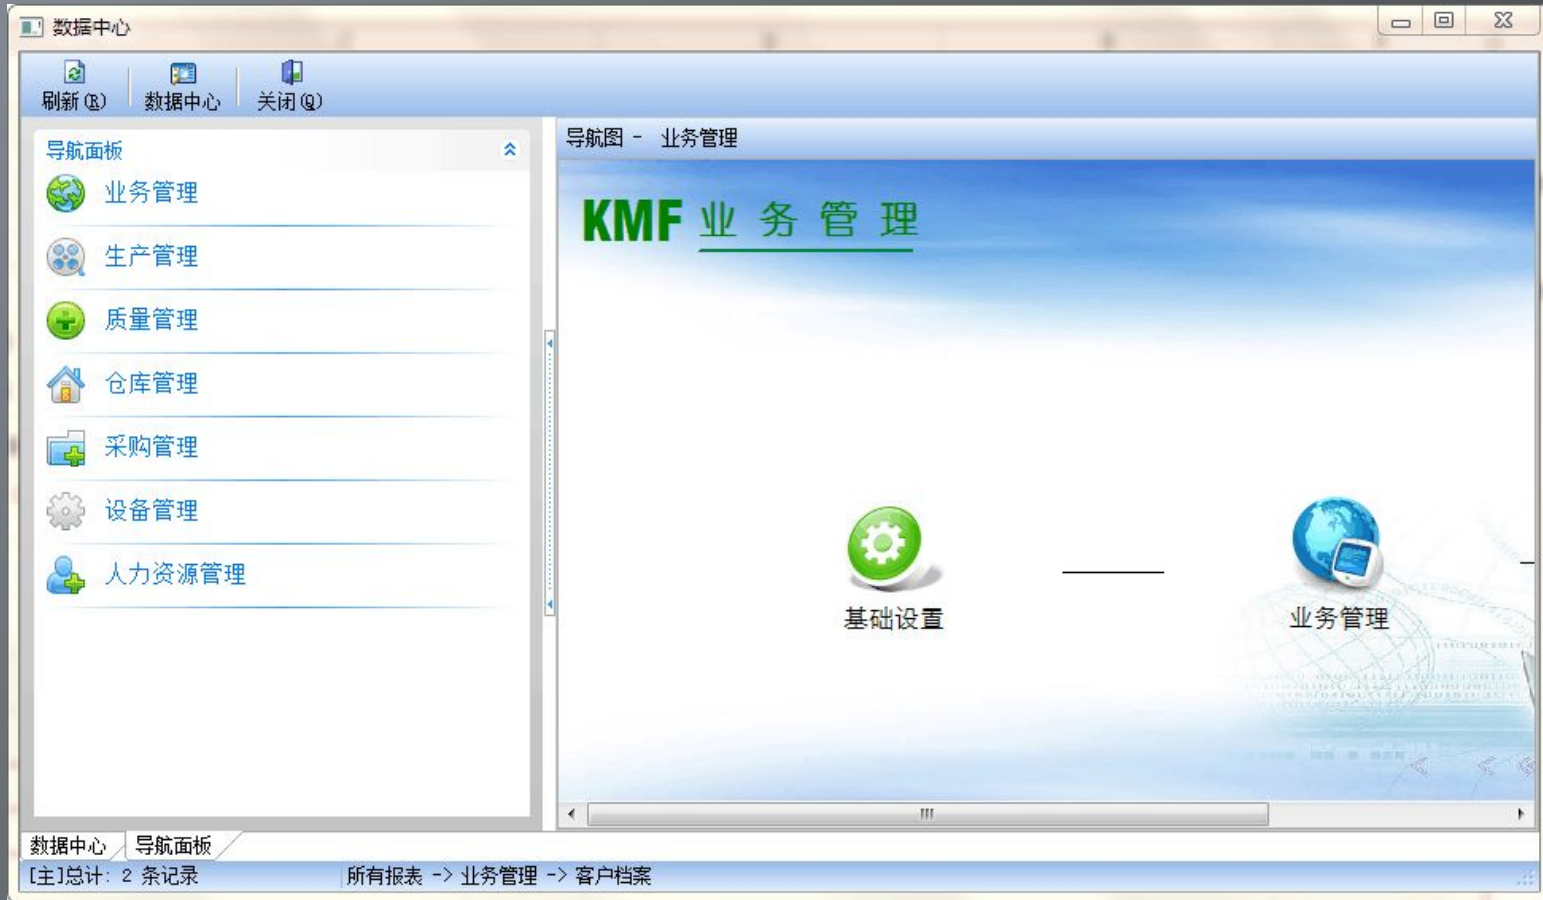 数据中心
刷新(R) 数据中心 关闭(Q)
导航面板
业务管理
生产管理
质量管理
仓库管理
采购管理
设备管理
人力资源管理
导航图 - 业务管理
KMF 业务管理
基础设置
业务管理
数据中心 导航面板
[主]总计: 2 条记录 所有报表 -> 业务管理 -> 客户档案